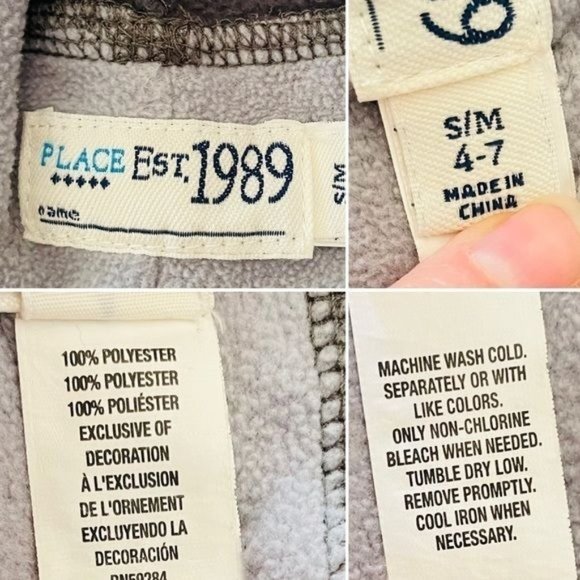 PLACE EST. 1989
name
S/M
9
S/M
4-7
MADE IN
CHINA
100% POLYESTER
100% POLYESTER
100% POLIÉSTER
EXCLUSIVE OF
DECORATION
À L'EXCLUSION
DE L'ORNEMENT
EXCLUYENDO LA
DECORACIÓN
MACHINE WASH COLD.
SEPARATELY OR WITH
LIKE COLORS.
ONLY NON-CHLORINE
BLEACH WHEN NEEDED.
TUMBLE DRY LOW.
REMOVE PROMPTLY.
COOL IRON WHEN
NECESSARY.